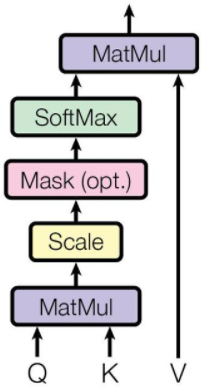 MatMul
SoftMax
Mask (opt.)
Scale
MatMul
Q K V